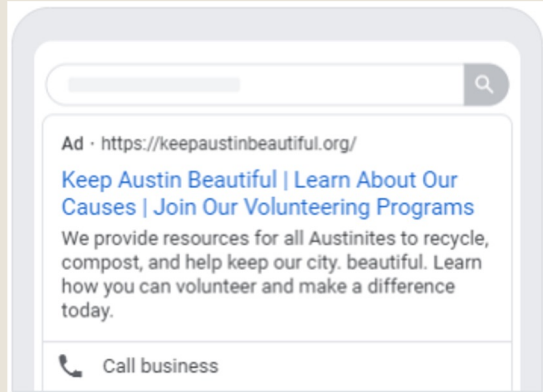 Ad · https://keepaustinbeautiful.org/
Keep Austin Beautiful | Learn About Our
Causes | Join Our Volunteering Programs
We provide resources for all Austinites to recycle,
compost, and help keep our city. beautiful. Learn
how you can volunteer and make a difference
today.
Call business